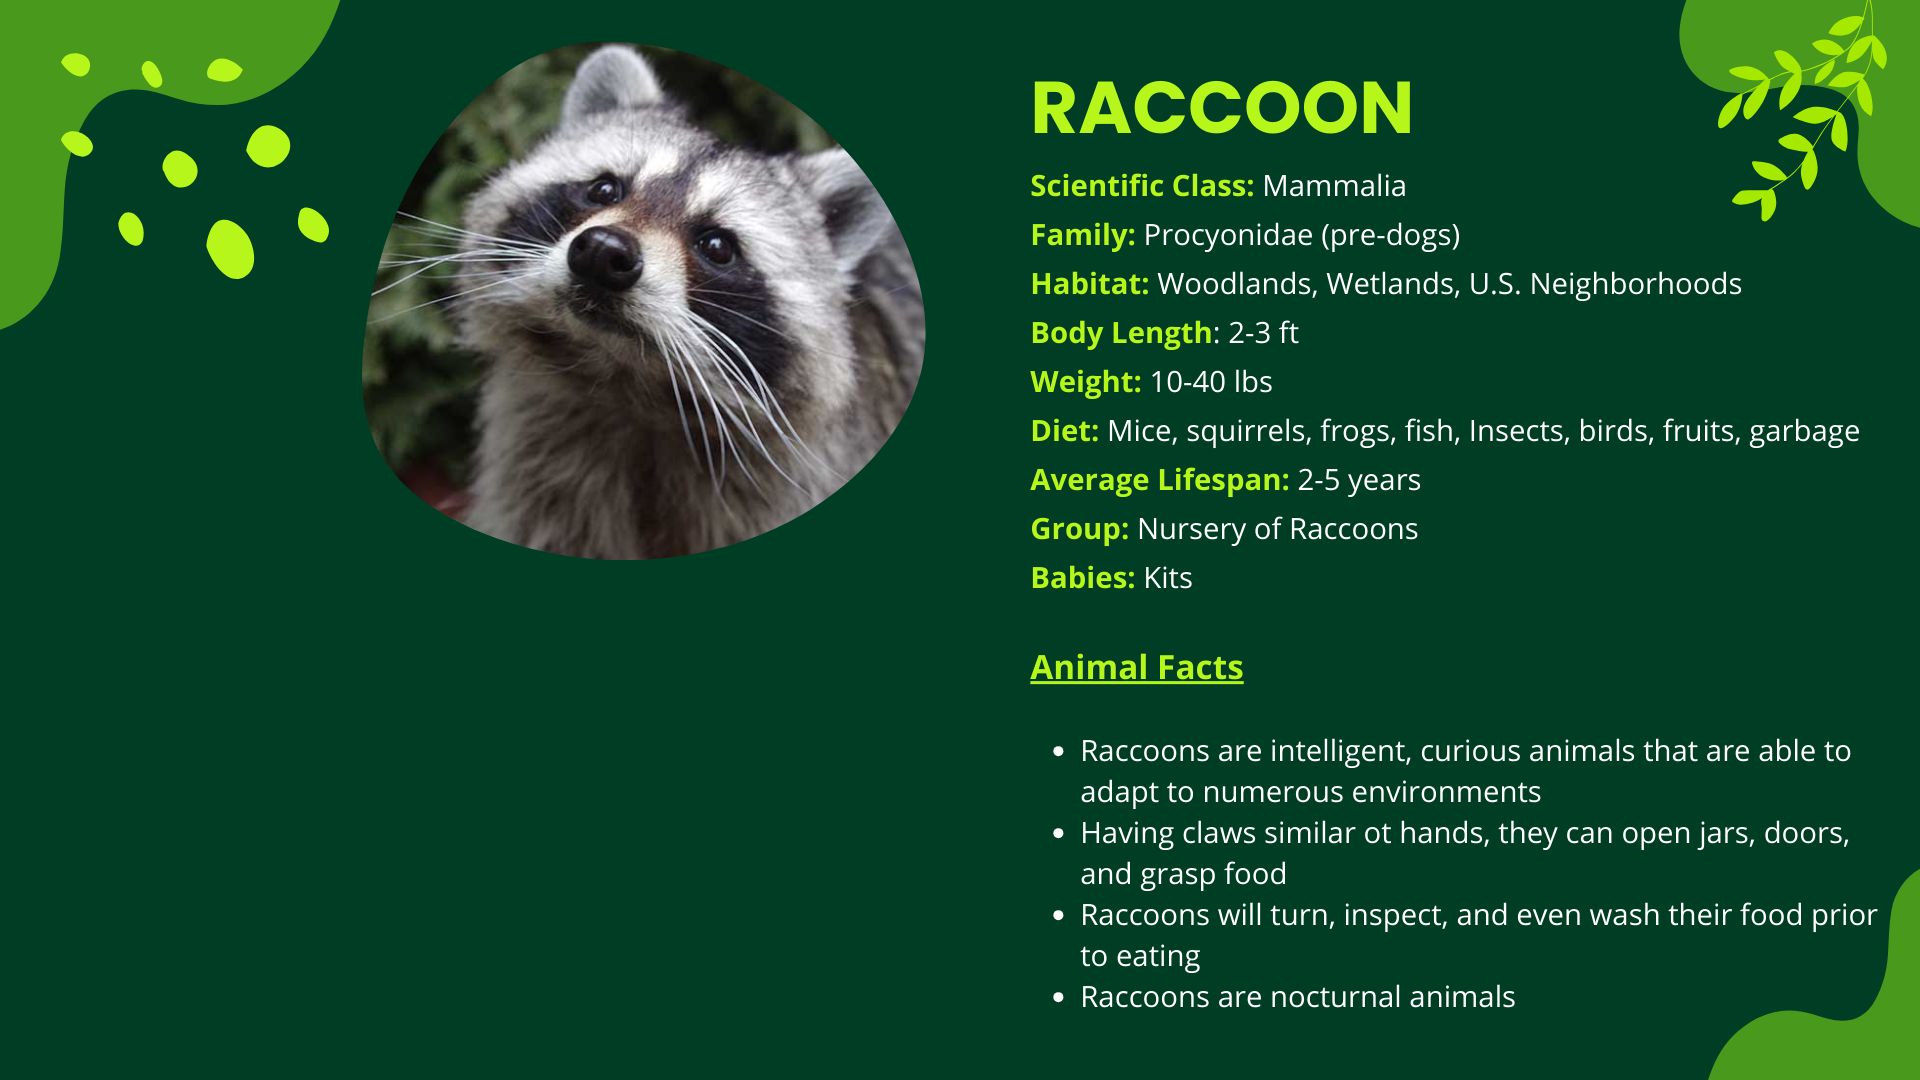 RACCOON
Scientific Class: Mammalia
Family: Procyonidae (pre-dogs)
Habitat: Woodlands, Wetlands, U.S. Neighborhoods
Body Length: 2-3 ft
Weight: 10-40 lbs
Diet: Mice, squirrels, frogs, fish, Insects, birds, fruits, garbage
Average Lifespan: 2-5 years
Group: Nursery of Raccoons
Babies: Kits
Animal Facts
• Raccoons are intelligent, curious animals that are able to
adapt to numerous environments
• Having claws similar ot hands, they can open jars, doors,
and grasp food
• Raccoons will turn, inspect, and even wash their food prior
to eating
• Raccoons are nocturnal animals